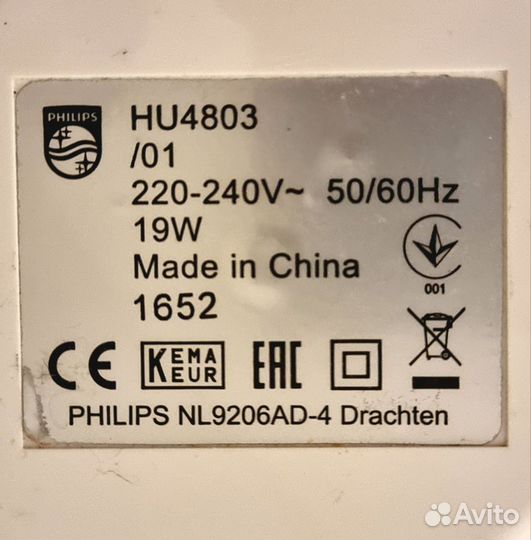 PHILIPS
HU4803
/01
220-240V~ 50/60Hz
19W
Made in China
1652
001
CE KEMA KEUR EAC
PHILIPS NL9206AD-4 Drachten
Avito